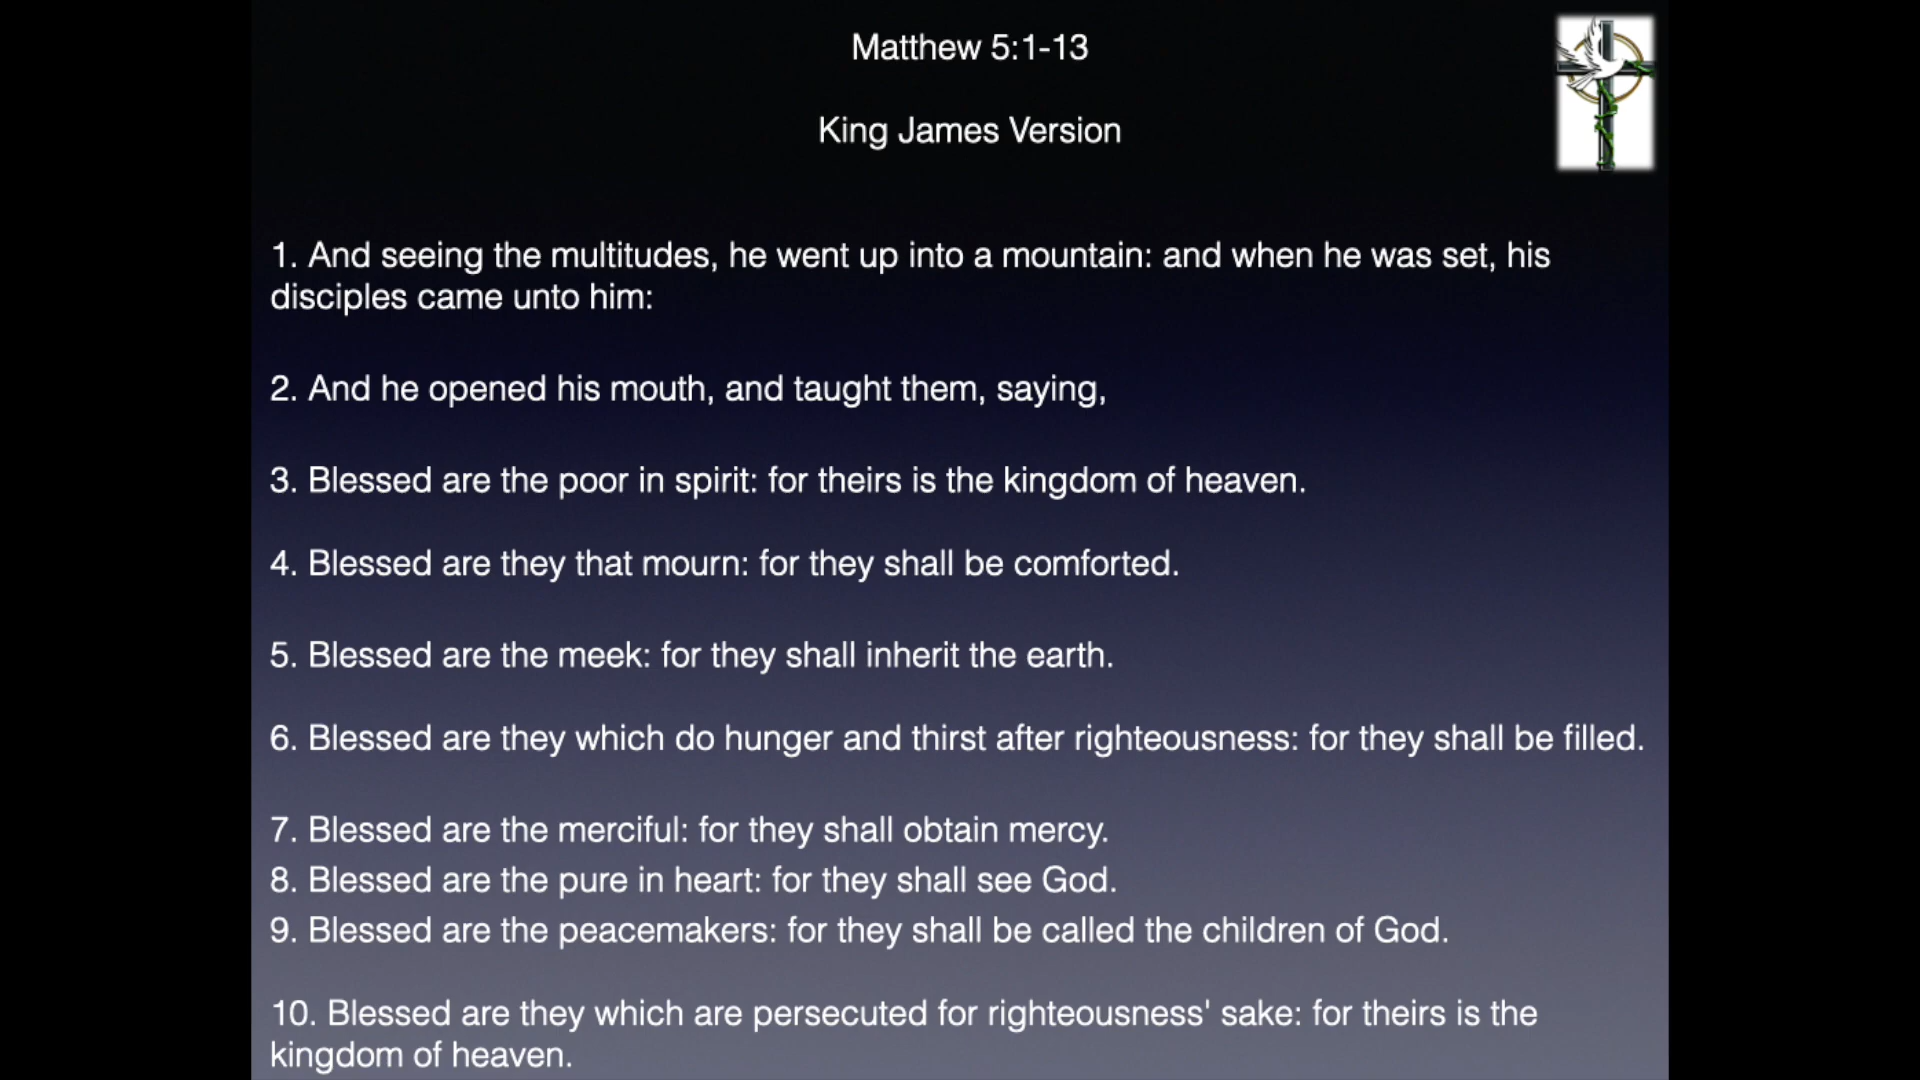 Matthew 5:1-13
King James Version
1. And seeing the multitudes, he went up into a mountain: and when he was set, his
disciples came unto him:
2. And he opened his mouth, and taught them, saying,
3. Blessed are the poor in spirit: for theirs is the kingdom of heaven.
4. Blessed are they that mourn: for they shall be comforted.
5. Blessed are the meek: for they shall inherit the earth.
6. Blessed are they which do hunger and thirst after righteousness: for they shall be filled.
7. Blessed are the merciful: for they shall obtain mercy.
8. Blessed are the pure in heart: for they shall see God.
9. Blessed are the peacemakers: for they shall be called the children of God.
10. Blessed are they which are persecuted for righteousness' sake: for theirs is the
kingdom of heaven.